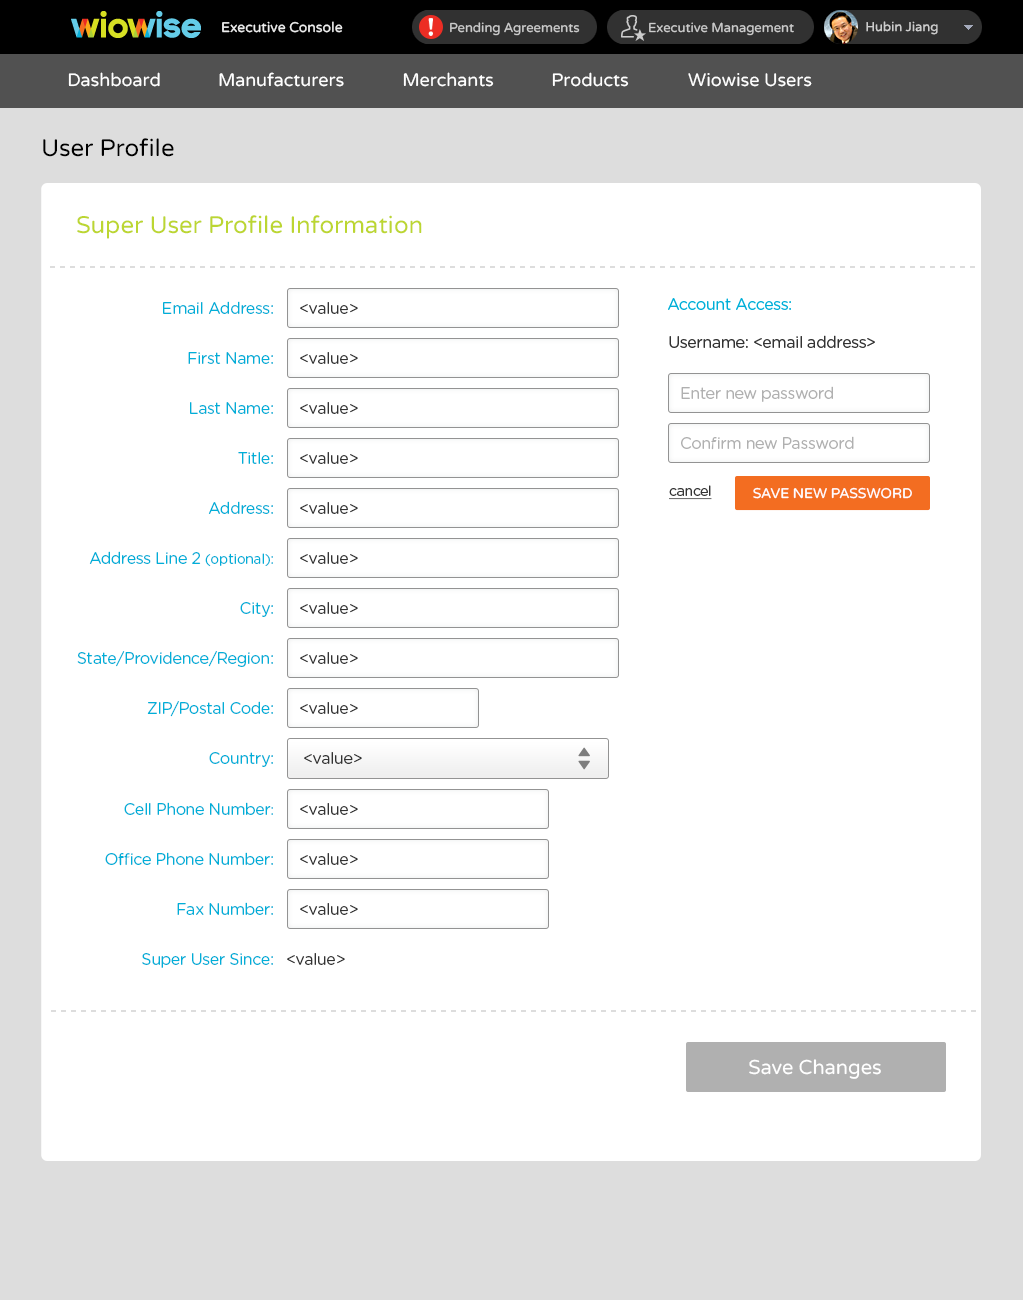 wiowise Executive Console Pending Agreements Executive Management Hubin Jiang
Dashboard Manufacturers Merchants Products Wiowise Users
User Profile
Super User Profile Information
Email Address: <value>
First Name: <value>
Last Name: <value>
Title: <value>
Address: <value>
Address Line 2 (optional): <value>
City: <value>
State/Providence/Region: <value>
ZIP/Postal Code: <value>
Country: <value>
Cell Phone Number: <value>
Office Phone Number: <value>
Fax Number: <value>
Super User Since: <value>
Account Access:
Username: <email address>
Enter new password
Confirm new Password
cancel SAVE NEW PASSWORD
Save Changes